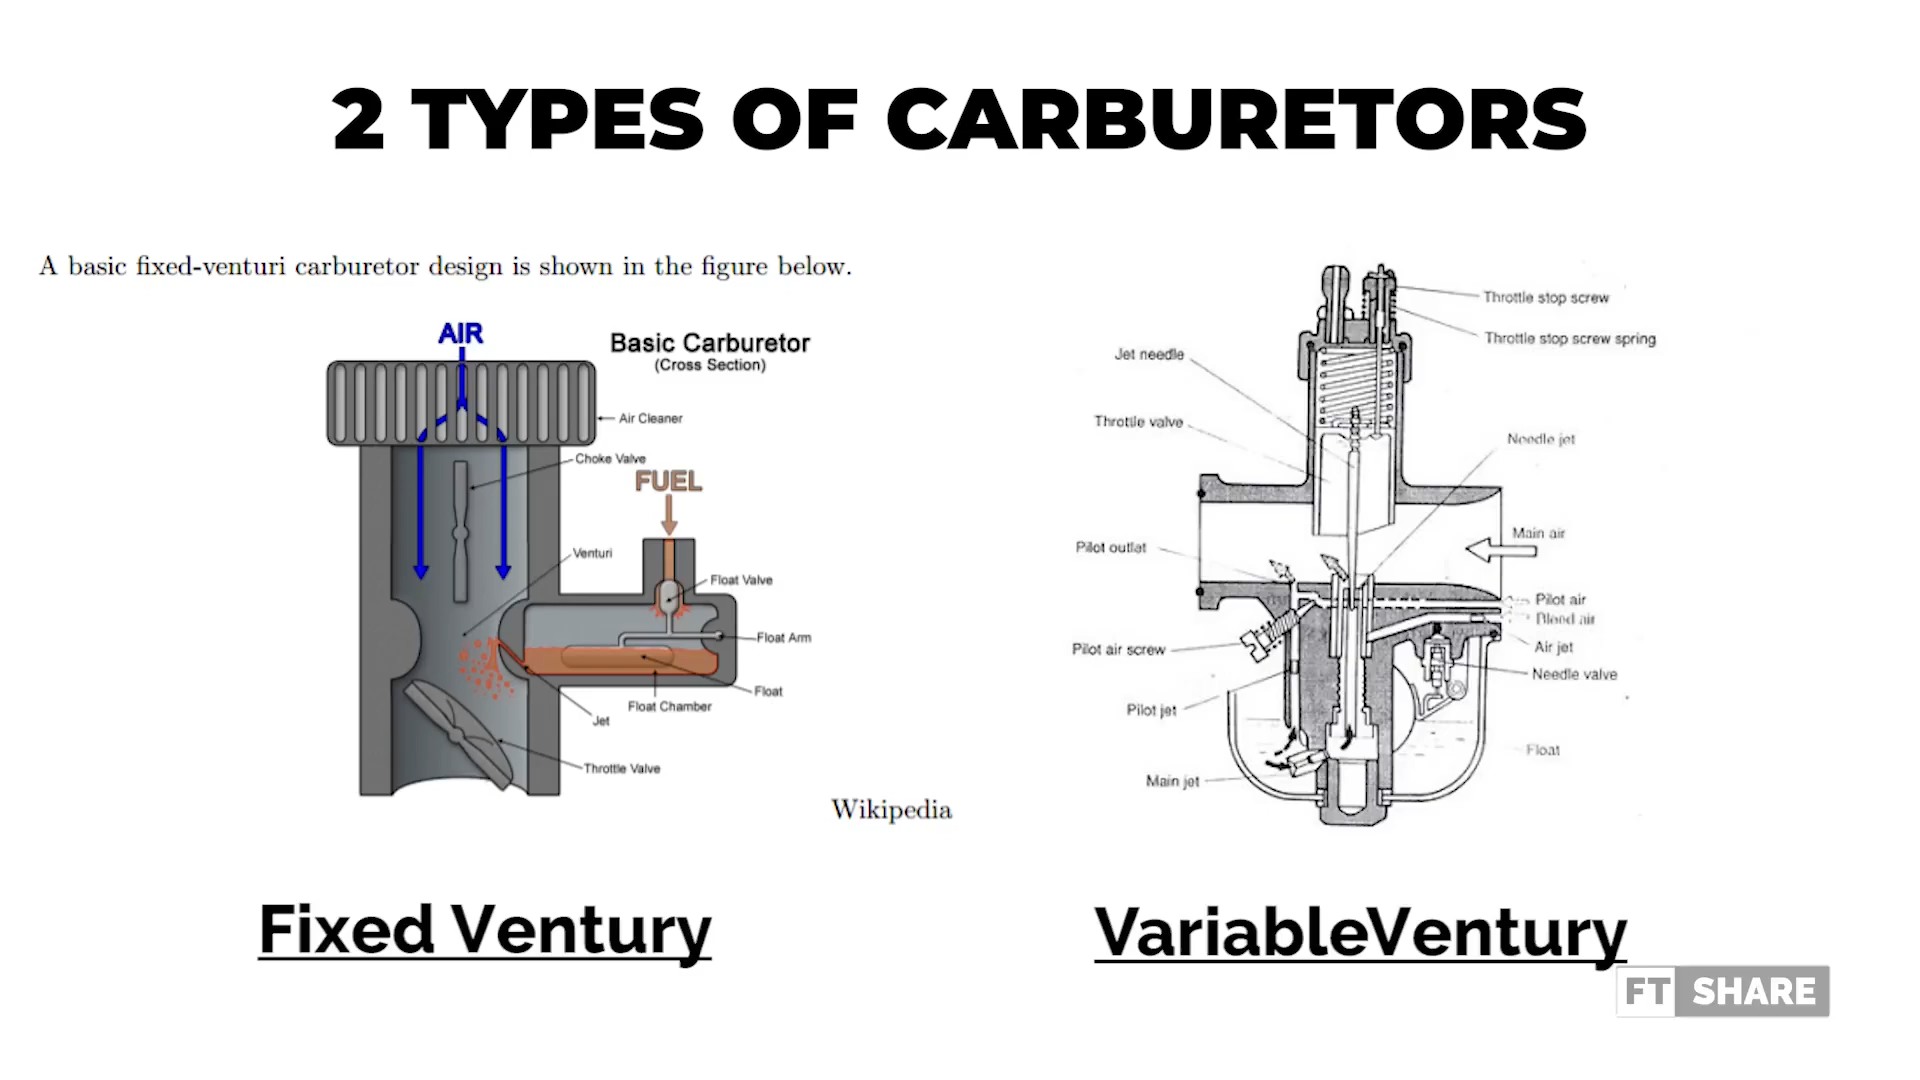 2 TYPES OF CARBURETORS
A basic fixed-venturi carburetor design is shown in the figure below.
AIR
Basic Carburetor
(Cross Section)
Air Cleaner
Choke Valve
FUEL
Venturi
Float Valve
Float Arm
Float
Float Chamber
Jet
Throttle Valve
Wikipedia
Fixed Ventury
Throttle stop screw
Throttle stop screw spring
Jet needle
Throttle valve
Needle jet
Main air
Pilot outlet
Pilot air
Bleed air
Air jet
Pilot air screw
Needle valve
Pilot jet
Float
Main jet
VariableVentury
FT SHARE